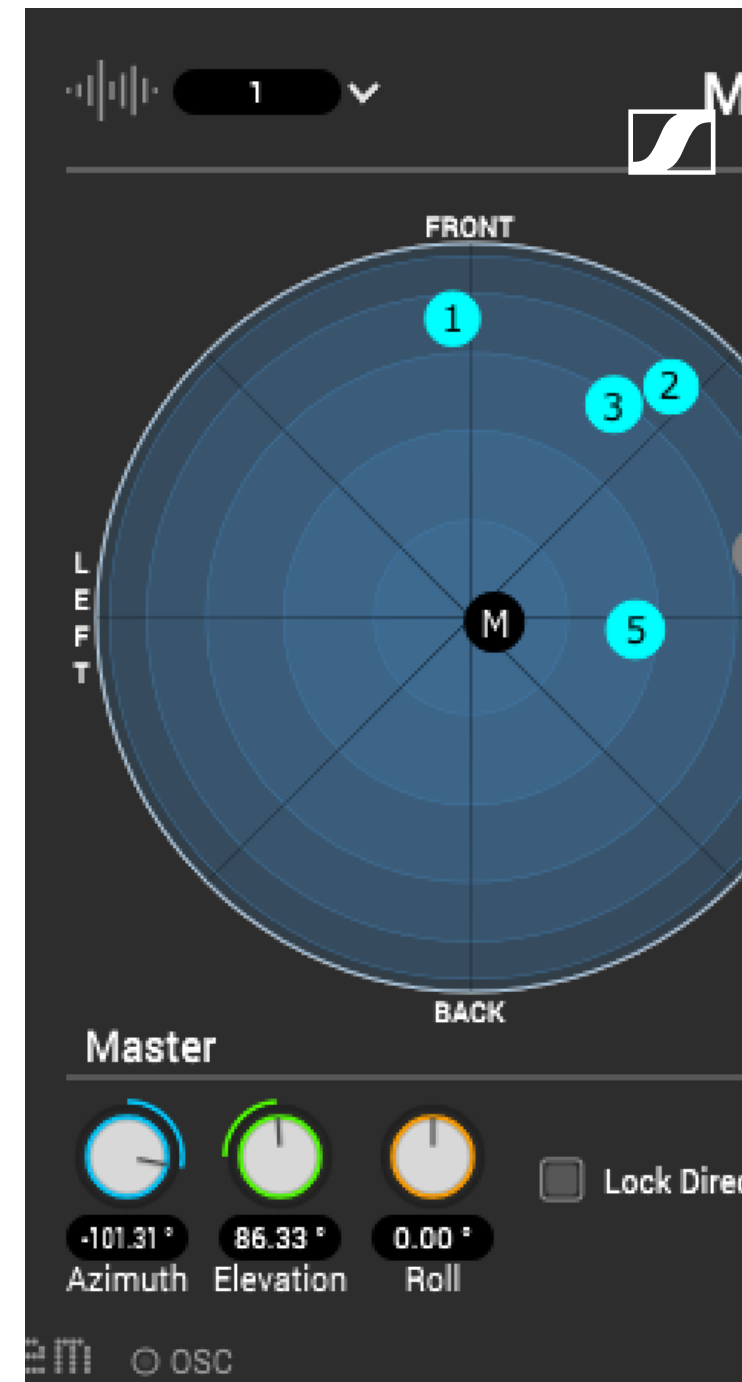 1
M
FRONT
1
2
3
L
E
F
T
M
5
BACK
Master
-101.31 °
86.33 °
0.00 °
Azimuth
Elevation
Roll
Lock Direc
em
OSC